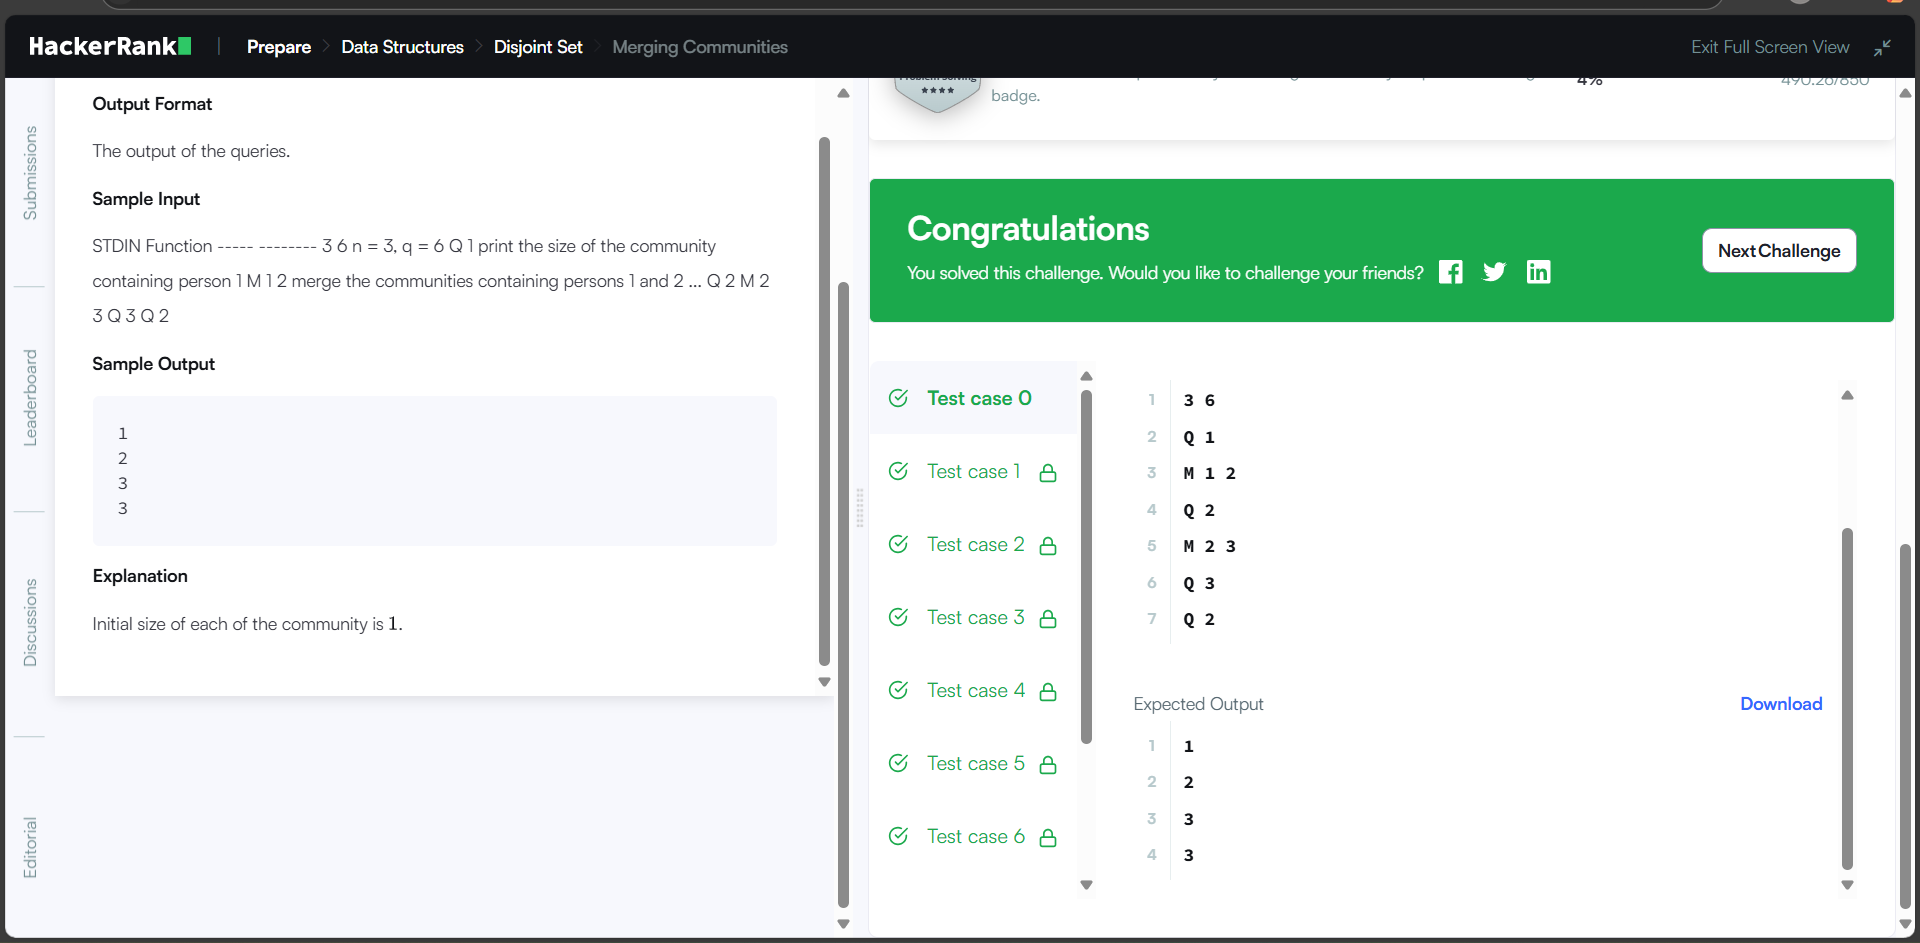 HackerRank
Prepare
Data Structures
Disjoint Set
Merging Communities
Exit Full Screen View
Submissions
Leaderboard
Discussions
Editorial
Output Format
The output of the queries.
Sample Input
STDIN Function ----- -------- 3 6 n = 3, q = 6 Q 1 print the size of the community
containing person 1 M 1 2 merge the communities containing persons 1 and 2 ... Q 2 M 2
3 Q 3 Q 2
Sample Output
1
2
3
3
Explanation
Initial size of each of the community is 1.
badge.
4%
490.26/850
Congratulations
You solved this challenge. Would you like to challenge your friends?
Next Challenge
Test case 0
Test case 1
Test case 2
Test case 3
Test case 4
Test case 5
Test case 6
1 3 6
2 Q 1
3 M 1 2
4 Q 2
5 M 2 3
6 Q 3
7 Q 2
Expected Output
Download
1 1
2 2
3 3
4 3